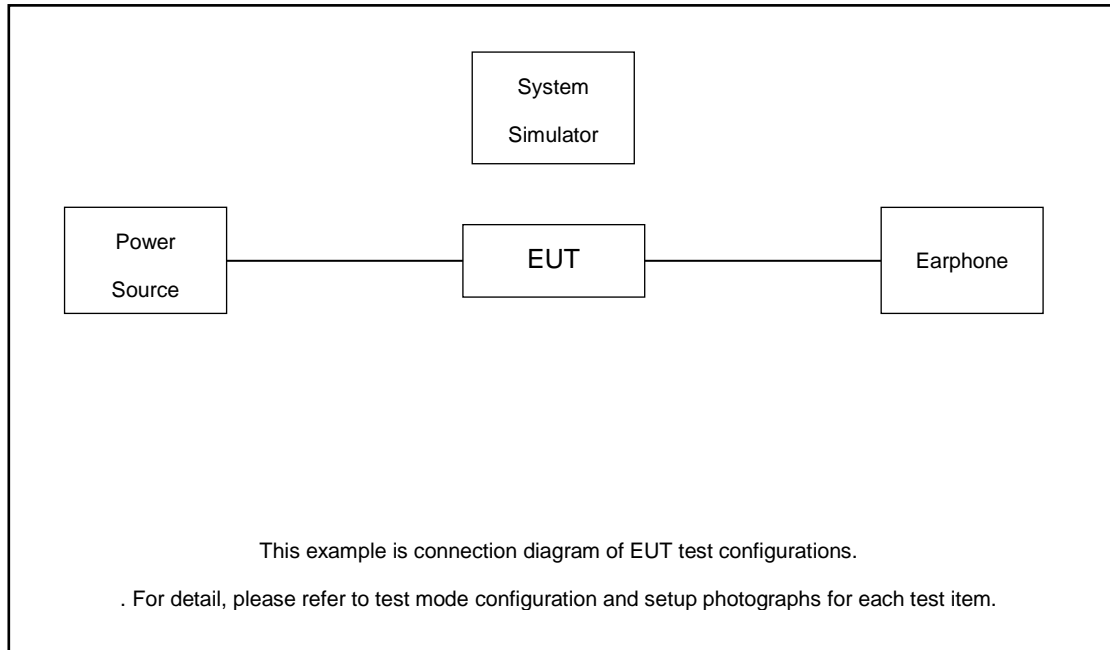 System
Simulator
Power
Source
EUT
Earphone
This example is connection diagram of EUT test configurations.
. For detail, please refer to test mode configuration and setup photographs for each test item.